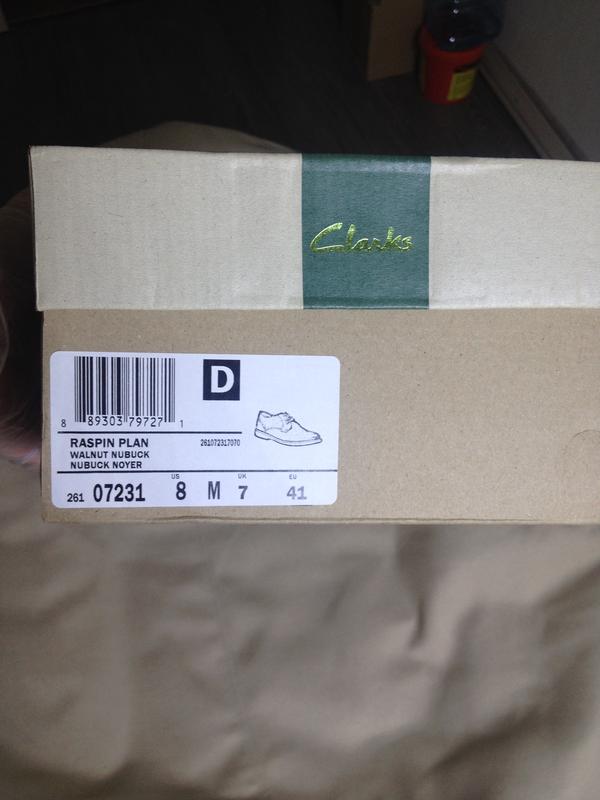 Clarks
D
8 89303 79727 1
RASPIN PLAN 261072317070
WALNUT NUBUCK
NUBUCK NOYER
US UK EU
261 07231 8 M 7 41